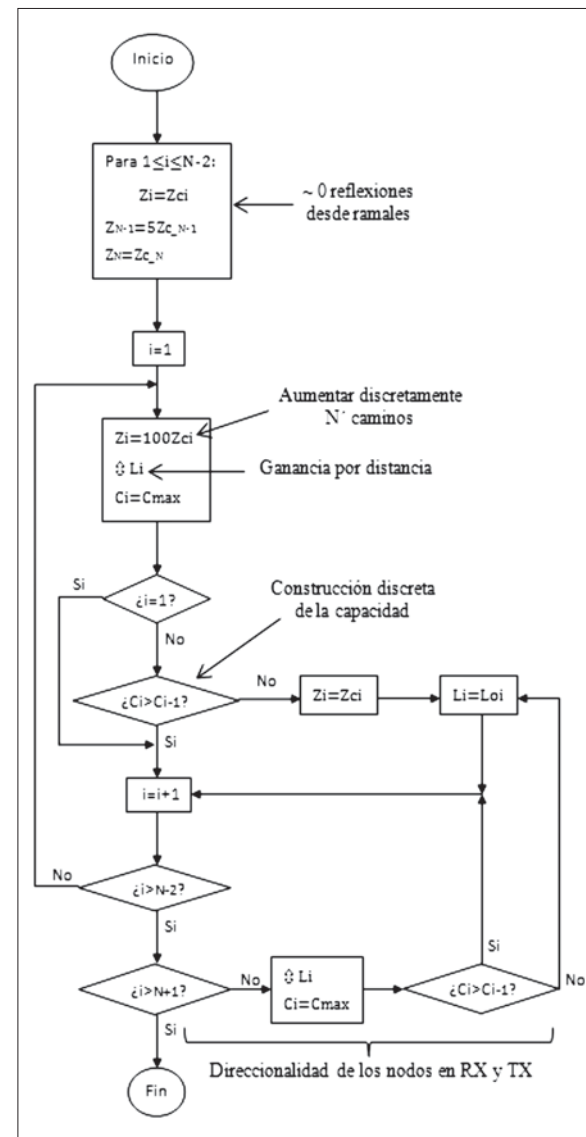 Inicio
Para 1≤i≤N-2:
Zi=Zci
ZN-1=5Zc_N-1
ZN=Zc_N
~ 0 reflexiones
desde ramales
i=1
Aumentar discretamente
N´ caminos
Zi=100Zci
⇕ Li
Ci=Cmax
Ganancia por distancia
Si
¿i=1?
No
Construcción discreta
de la capacidad
¿Ci>Ci-1?
No
Zi=Zci
Li=Loi
Si
i=i+1
No
¿i>N-2?
Si
Si
¿i>N+1?
No
⇕ Li
Ci=Cmax
¿Ci>Ci-1?
No
Si
Direccionalidad de los nodos en RX y TX
Fin